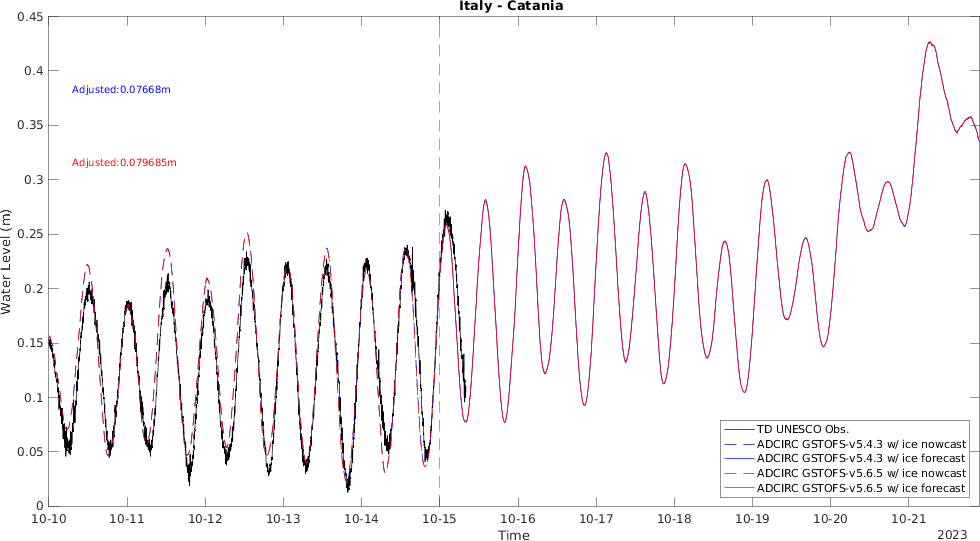 Italy - Catania
0.45
0.4
0.35
0.3
0.25
0.2
0.15
0.1
0.05
0
Water Level (m)
Adjusted:0.07668m
Adjusted:0.079685m
TD UNESCO Obs.
ADCIRC GSTOFS-v5.4.3 w/ ice nowcast
ADCIRC GSTOFS-v5.4.3 w/ ice forecast
ADCIRC GSTOFS-v5.6.5 w/ ice nowcast
ADCIRC GSTOFS-v5.6.5 w/ ice forecast
10-10 10-11 10-12 10-13 10-14 10-15 10-16 10-17 10-18 10-19 10-20 10-21
Time
2023